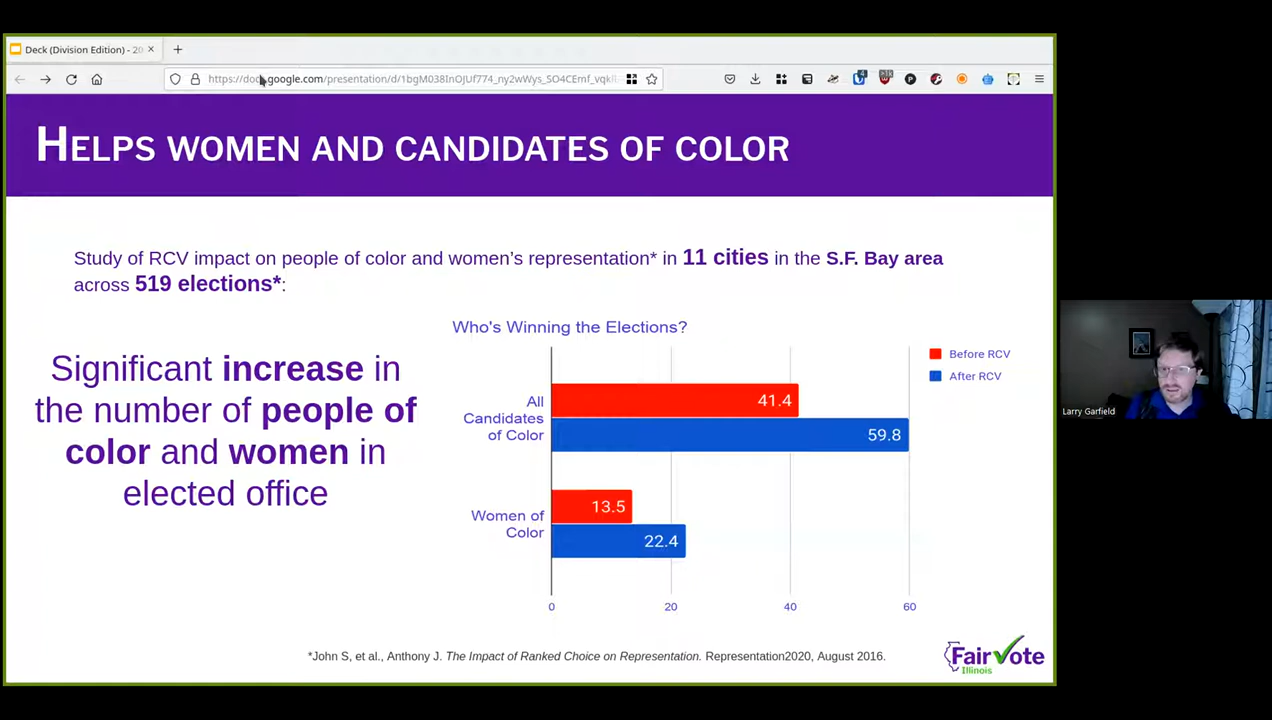 Deck (Division Edition) - 20
https://docs.google.com/presentation/d/1bgM038InOJUf774_ny2wWys_SO4CEmf_vqk
HELPS WOMEN AND CANDIDATES OF COLOR
Study of RCV impact on people of color and women's representation* in 11 cities in the S.F. Bay area
across 519 elections*:
Significant increase in
the number of people of
color and women in
elected office
Who's Winning the Elections?
Before RCV
After RCV
All
Candidates
of Color
41.4
59.8
Women of
Color
13.5
22.4
0 20 40 60
*John S, et al., Anthony J. The Impact of Ranked Choice on Representation. Representation2020, August 2016.
FairVote
Illinois
Larry Garfield